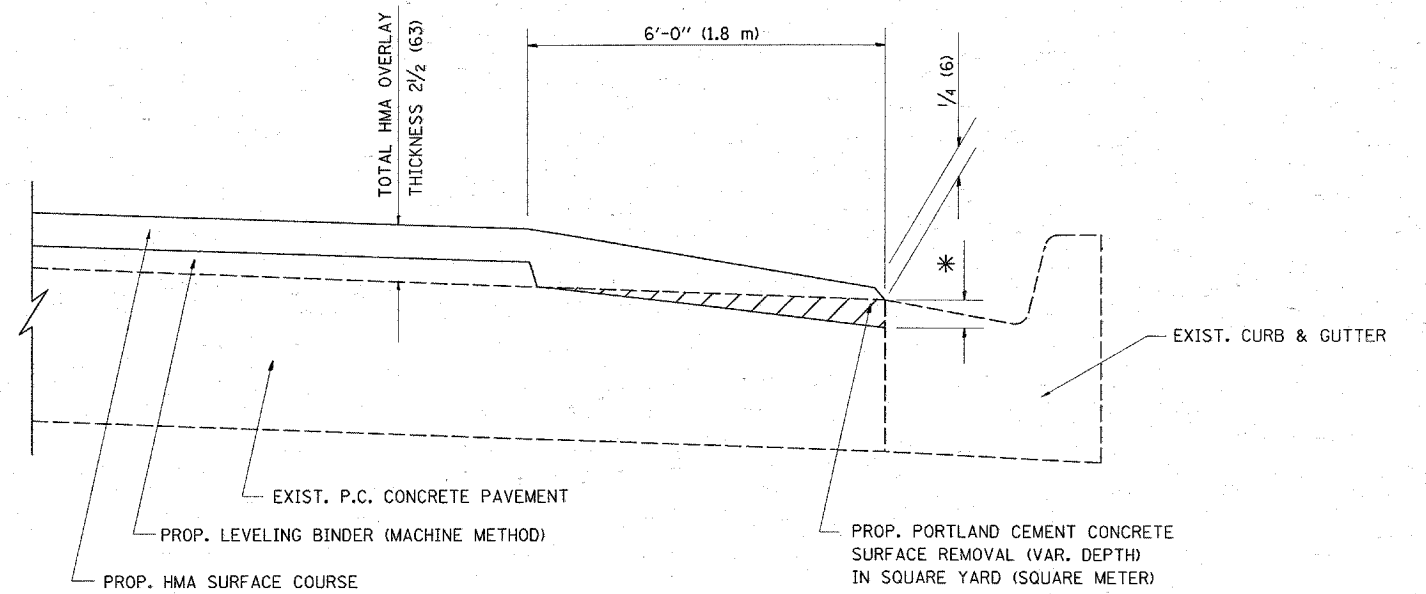 TOTAL HMA OVERLAY
THICKNESS 2 1/2 (63)
6'-0" (1.8 m)
1/4 (6)
*
EXIST. CURB & GUTTER
EXIST. P.C. CONCRETE PAVEMENT
PROP. LEVELING BINDER (MACHINE METHOD)
PROP. HMA SURFACE COURSE
PROP. PORTLAND CEMENT CONCRETE
SURFACE REMOVAL (VAR. DEPTH)
IN SQUARE YARD (SQUARE METER)